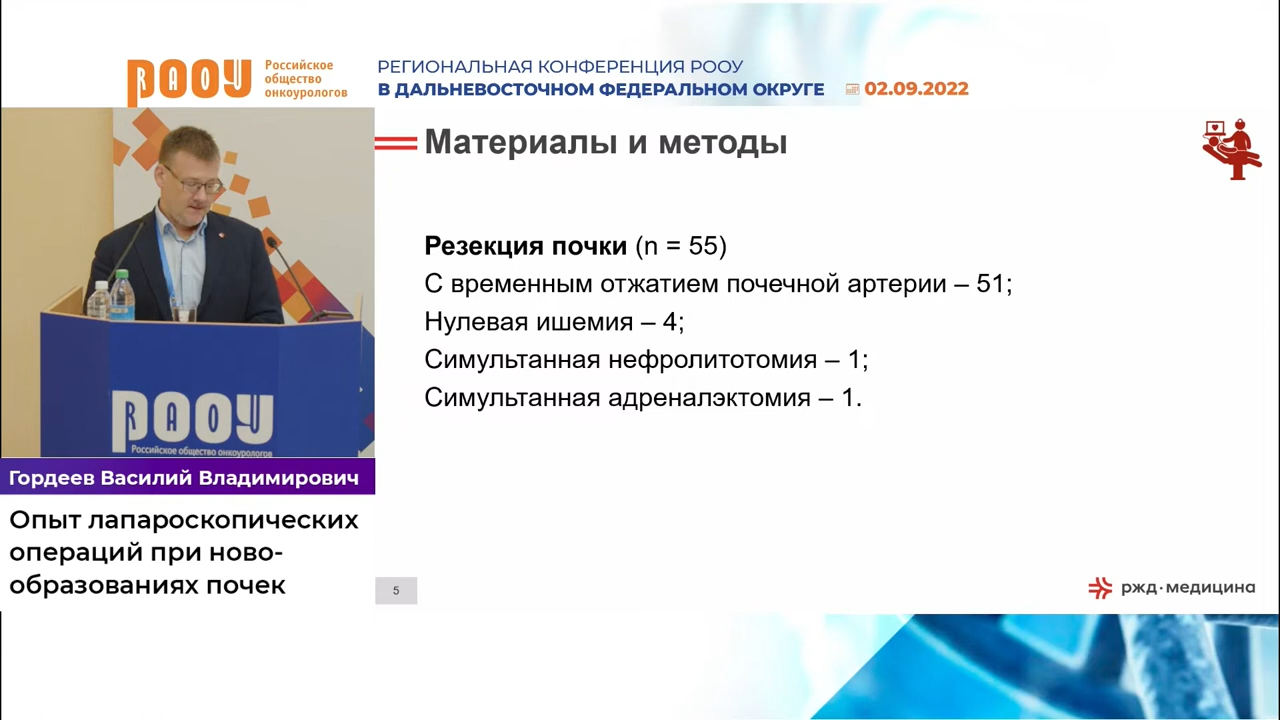 РООУ
RAOU
Российское
общество
онкоурологов
РЕГИОНАЛЬНАЯ КОНФЕРЕНЦИЯ РООУ
В ДАЛЬНЕВОСТОЧНОМ ФЕДЕРАЛЬНОМ ОКРУГЕ 02.09.2022
Материалы и методы
Резекция почки (n = 55)
С временным отжатием почечной артерии – 51;
Нулевая ишемия – 4;
Симультанная нефролитотомия – 1;
Симультанная адреналэктомия – 1.
РООУ
RAOU
Российское общество онкоурологов
Гордеев Василий Владимирович
Опыт лапароскопических
операций при ново-
образованиях почек
5
ржд·медицина